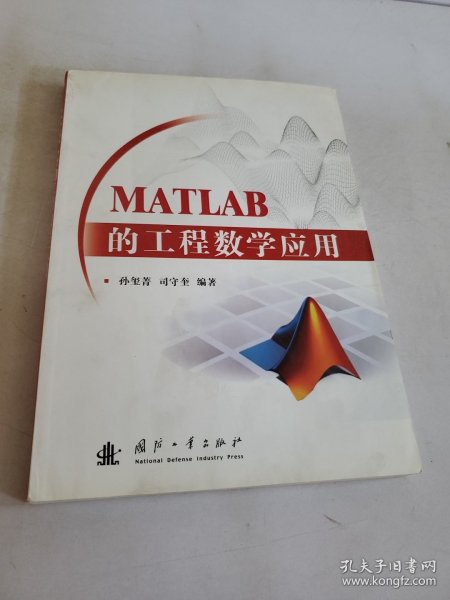 MATLAB
的工程数学应用
孙玺菁 司守奎 编著
国防工业出版社
National Defense Industry Press
孔夫子旧书网
www.kongfz.com